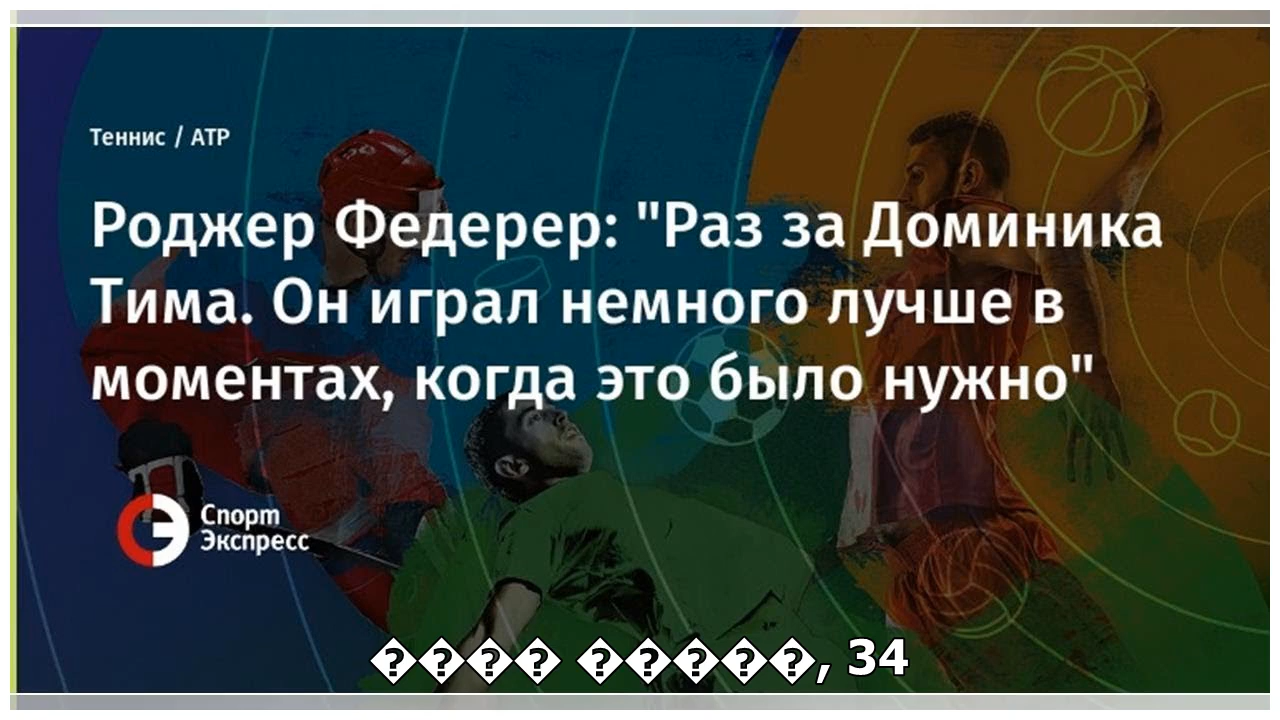 Теннис / ATP
Роджер Федерер: "Раз за Доминика
Тима. Он играл немного лучше в
моментах, когда это было нужно"
Спорт
Экспресс
���� �����, 34